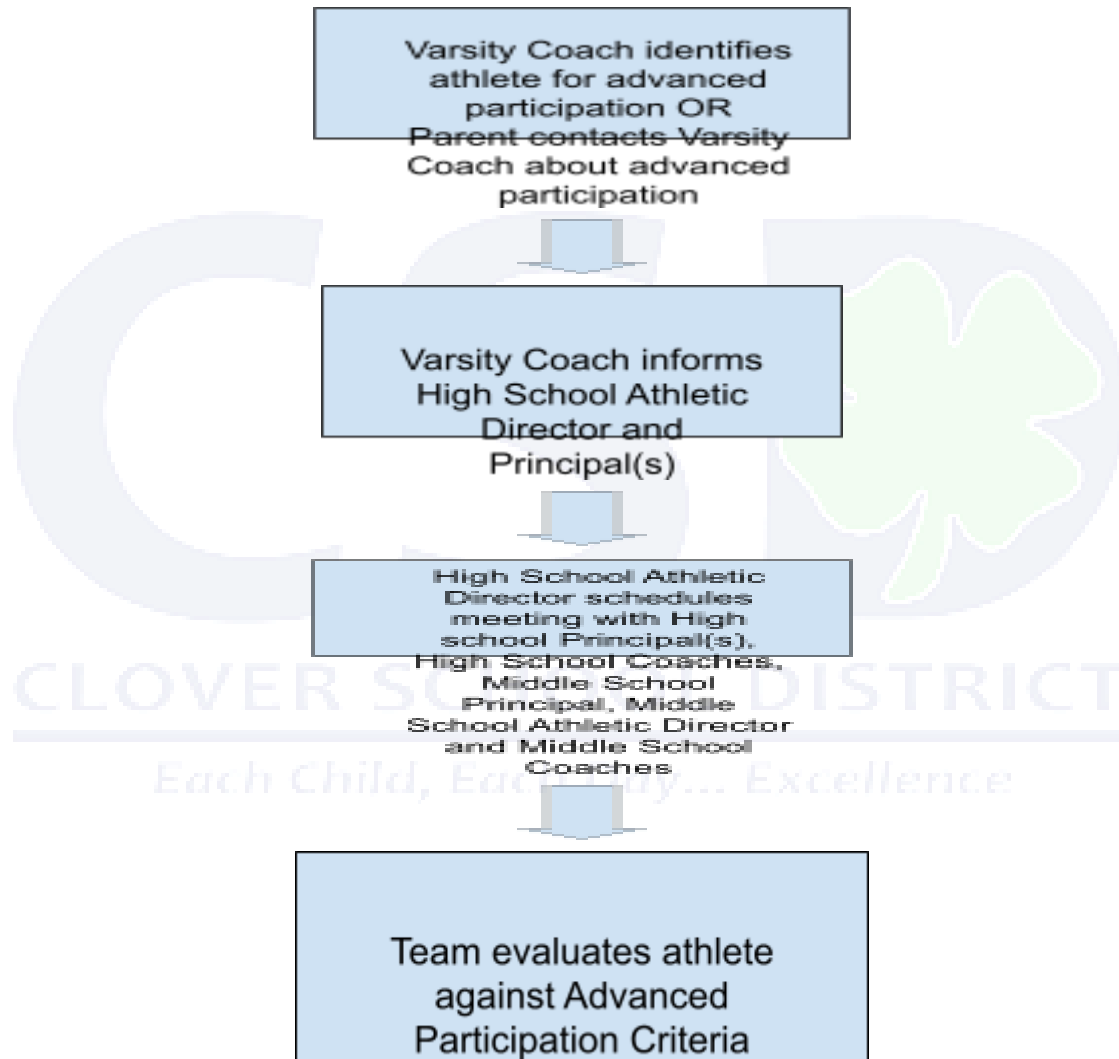 Varsity Coach identifies
athlete for advanced
participation OR
Parent contacts Varsity
Coach about advanced
participation
Varsity Coach informs
High School Athletic
Director and
Principal(s)
High School Athletic
Director schedules
meeting with High
school Principal(s),
High School Coaches,
Middle School
Principal, Middle
School Athletic Director
and Middle School
Coaches
CSD
CLOVER SCHOOL DISTRICT
Each Child, Each Day... Excellence
Team evaluates athlete
against Advanced
Participation Criteria